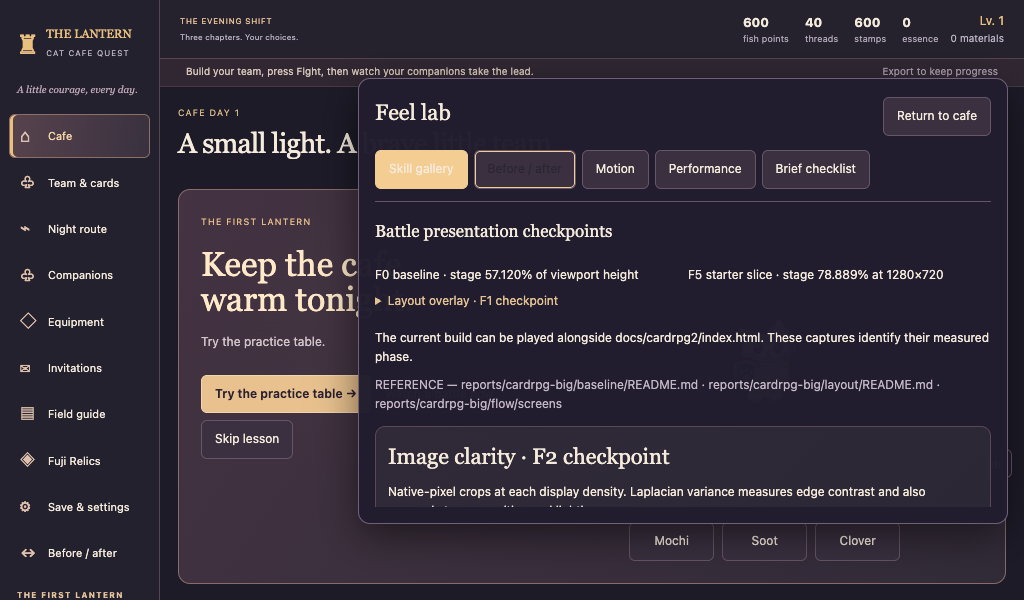 THE LANTERN
CAT CAFE QUEST
A little courage, every day.
Cafe
Team & cards
Night route
Companions
Equipment
Invitations
Field guide
Fuji Relics
Save & settings
Before / after
THE FIRST LANTERN
THE EVENING SHIFT
Three chapters. Your choices.
600 fish points
40 threads
600 stamps
0 essence
Lv. 1
0 materials
Build your team, press Fight, then watch your companions take the lead.
Export to keep progress
CAFE DAY 1
A small light. A brave little team.
THE FIRST LANTERN
Keep the cafe
warm tonight.
Try the practice table.
Try the practice table →
Skip lesson
Mochi
Soot
Clover
Feel lab
Return to cafe
Skill gallery
Before / after
Motion
Performance
Brief checklist
Battle presentation checkpoints
F0 baseline · stage 57.120% of viewport height
F5 starter slice · stage 78.889% at 1280×720
Layout overlay · F1 checkpoint
The current build can be played alongside docs/cardrpg2/index.html. These captures identify their measured
phase.
REFERENCE — reports/cardrpg-big/baseline/README.md · reports/cardrpg-big/layout/README.md ·
reports/cardrpg-big/flow/screens
Image clarity · F2 checkpoint
Native-pixel crops at each display density. Laplacian variance measures edge contrast and also